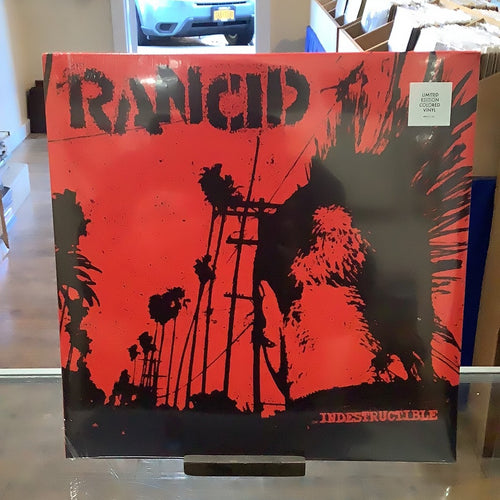 RANCID
LIMITED
EDITION
COLORED
VINYL
INDESTRUCTIBLE